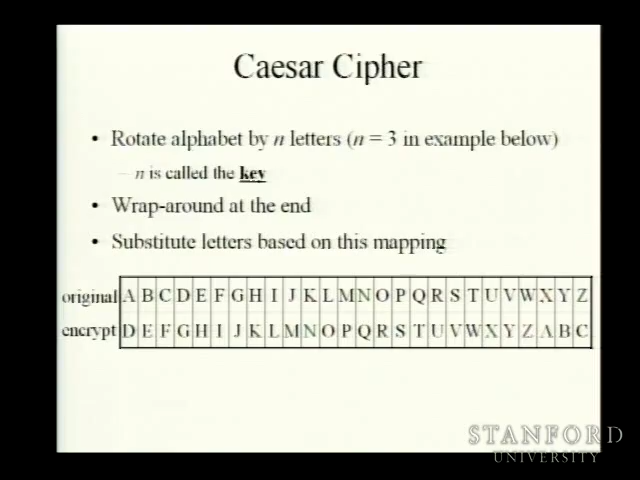 Caesar Cipher
• Rotate alphabet by n letters (n = 3 in example below)
– n is called the key
• Wrap-around at the end
• Substitute letters based on this mapping
original A B C D E F G H I J K L M N O P Q R S T U V W X Y Z
encrypt D E F G H I J K L M N O P Q R S T U V W X Y Z A B C
STANFORD
UNIVERSITY